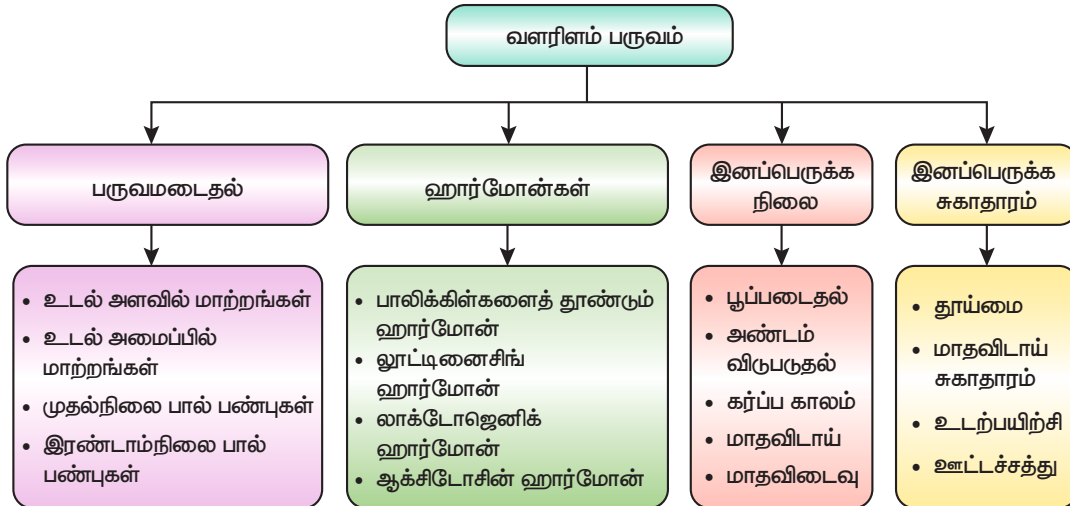 வளரிளம் பருவம்
பருவமடைதல்
• உடல் அளவில் மாற்றங்கள்
• உடல் அமைப்பில்
மாற்றங்கள்
• முதல்நிலை பால் பண்புகள்
• இரண்டாம்நிலை பால்
பண்புகள்
ஹார்மோன்கள்
• பாலிக்கிள்களைத் தூண்டும்
ஹார்மோன்
• லூட்டினைசிங்
ஹார்மோன்
• லாக்டோஜெனிக்
ஹார்மோன்
• ஆக்சிடோசின் ஹார்மோன்
இனப்பெருக்க
நிலை
• பூப்படைதல்
• அண்டம்
விடுபடுதல்
• கர்ப்ப காலம்
• மாதவிடாய்
• மாதவிடைவு
இனப்பெருக்க
சுகாதாரம்
• தூய்மை
• மாதவிடாய்
சுகாதாரம்
• உடற்பயிற்சி
• ஊட்டச்சத்து